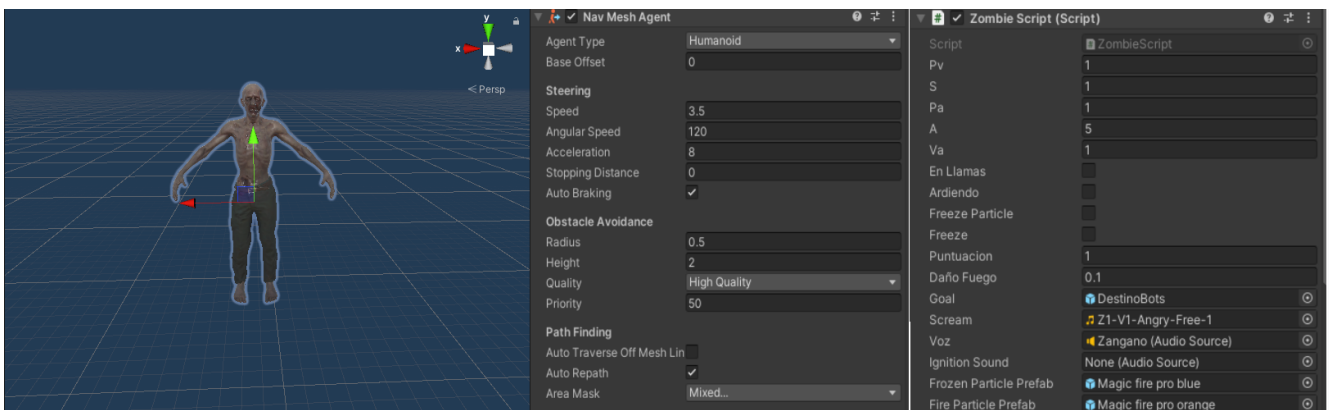 y
x
< Persp
Nav Mesh Agent
Agent Type Humanoid
Base Offset 0
Steering
Speed 3.5
Angular Speed 120
Acceleration 8
Stopping Distance 0
Auto Braking
Obstacle Avoidance
Radius 0.5
Height 2
Quality High Quality
Priority 50
Path Finding
Auto Traverse Off Mesh Lin
Auto Repath
Area Mask Mixed...
# Zombie Script (Script)
Script ZombieScript
Pv 1
S 1
Pa 1
A 5
Va 1
En Llamas
Ardiendo
Freeze Particle
Freeze
Puntuacion 1
Daño Fuego 0.1
Goal DestinoBots
Scream Z1-V1-Angry-Free-1
Voz Zangano (Audio Source)
Ignition Sound None (Audio Source)
Frozen Particle Prefab Magic fire pro blue
Fire Particle Prefab Magic fire pro orange